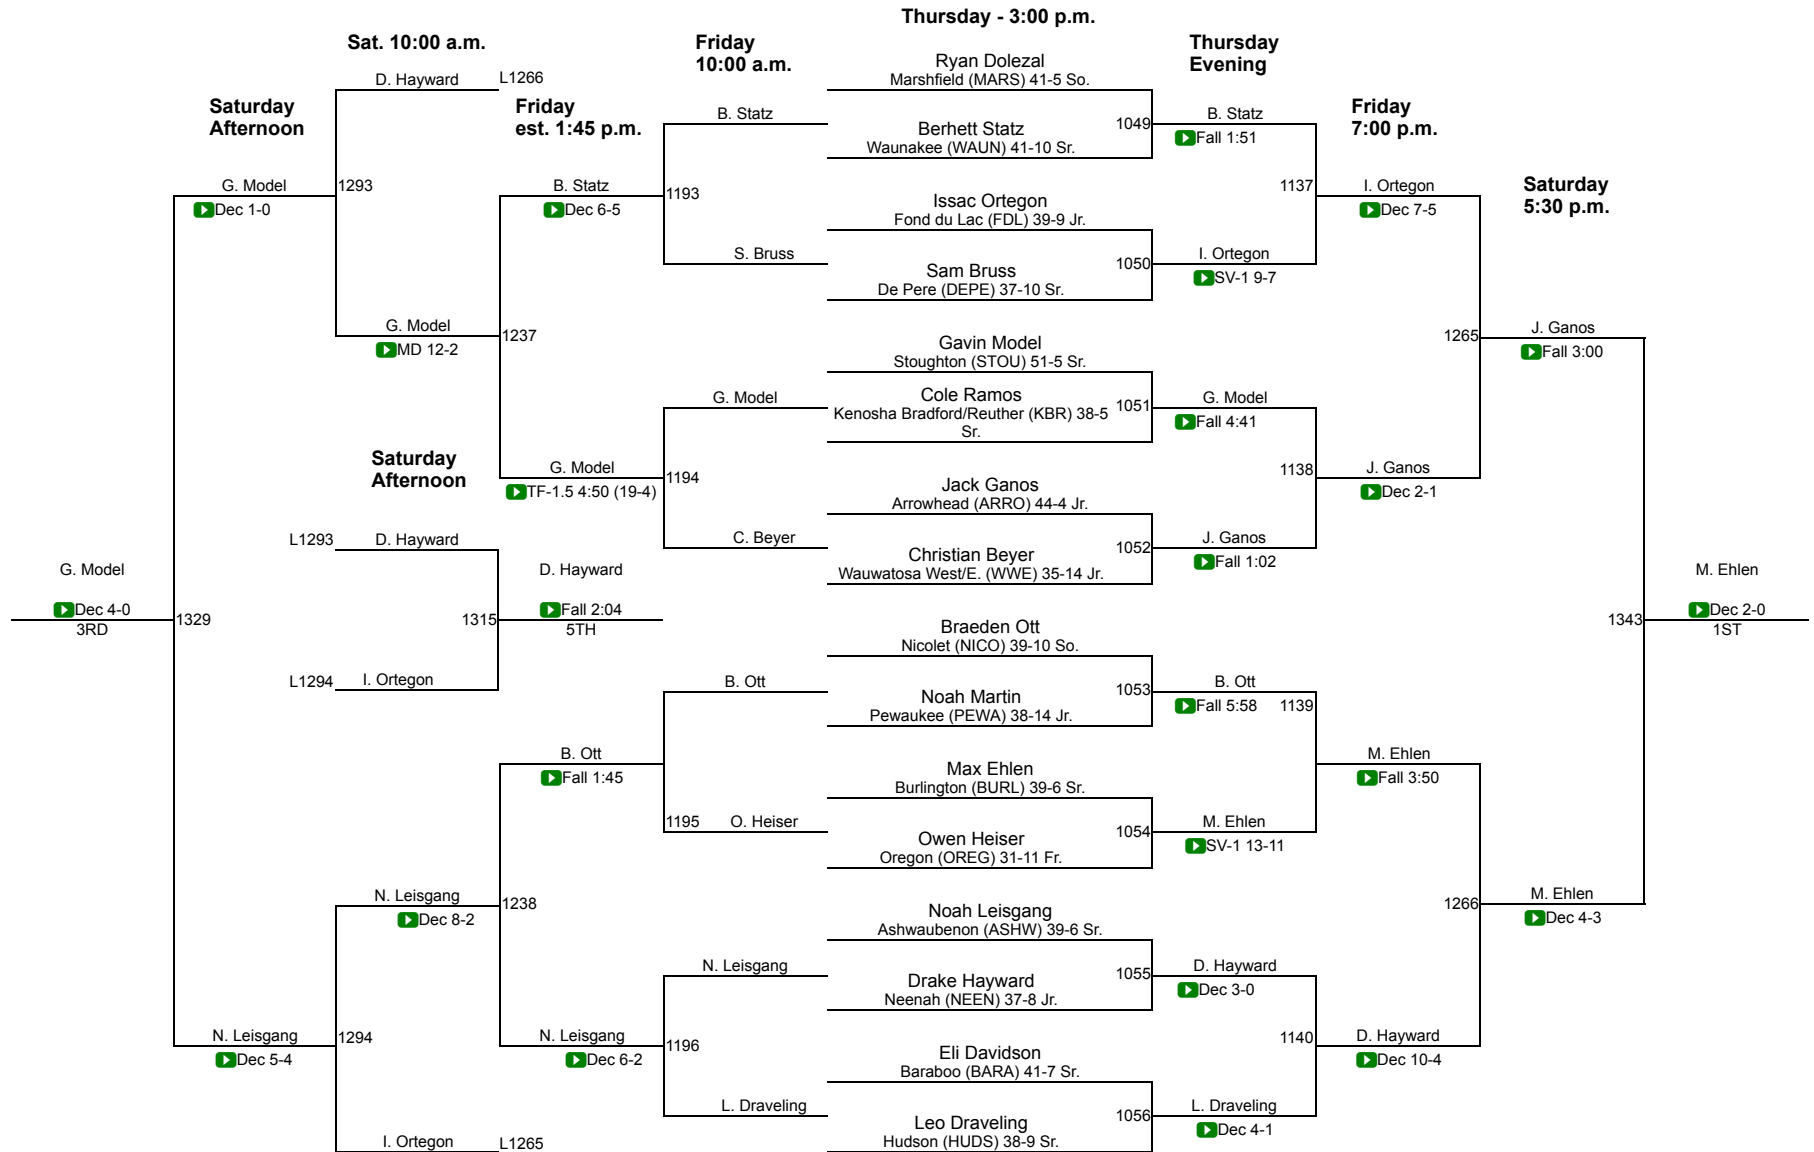 Thursday - 3:00 p.m.
Sat. 10:00 a.m.
Friday
10:00 a.m.
Thursday
Evening
D. Hayward L1266
Ryan Dolezal
Marshfield (MARS) 41-5 So.
Saturday
Afternoon
Friday
est. 1:45 p.m.
Friday
7:00 p.m.
B. Statz
Berhett Statz
Waunakee (WAUN) 41-10 Sr.
1049
B. Statz
Fall 1:51
G. Model
Dec 1-0
1293
B. Statz
Dec 6-5
1193
Issac Ortegon
Fond du Lac (FDL) 39-9 Jr.
1137
I. Ortegon
Dec 7-5
Saturday
5:30 p.m.
S. Bruss
Sam Bruss
De Pere (DEPE) 37-10 Sr.
1050
I. Ortegon
SV-1 9-7
G. Model
MD 12-2
1237
Gavin Model
Stoughton (STOU) 51-5 Sr.
1265
J. Ganos
Fall 3:00
G. Model
Cole Ramos
Kenosha Bradford/Reuther (KBR) 38-5
Sr.
1051
G. Model
Fall 4:41
Saturday
Afternoon
G. Model
TF-1.5 4:50 (19-4)
1194
Jack Ganos
Arrowhead (ARRO) 44-4 Jr.
1138
J. Ganos
Dec 2-1
L1293 D. Hayward
C. Beyer
Christian Beyer
Wauwatosa West/E. (WWE) 35-14 Jr.
1052
J. Ganos
Fall 1:02
G. Model
Dec 4-0
3RD
1329
1315
D. Hayward
Fall 2:04
5TH
Braeden Ott
Nicolet (NICO) 39-10 So.
1343
M. Ehlen
Dec 2-0
1ST
L1294 I. Ortegon
B. Ott
Noah Martin
Pewaukee (PEWA) 38-14 Jr.
1053
B. Ott
Fall 5:58
1139
B. Ott
Fall 1:45
Max Ehlen
Burlington (BURL) 39-6 Sr.
M. Ehlen
Fall 3:50
1195 O. Heiser
Owen Heiser
Oregon (OREG) 31-11 Fr.
1054
M. Ehlen
SV-1 13-11
N. Leisgang
Dec 8-2
1238
Noah Leisgang
Ashwaubenon (ASHW) 39-6 Sr.
1266
M. Ehlen
Dec 4-3
N. Leisgang
Drake Hayward
Neenah (NEEN) 37-8 Jr.
1055
D. Hayward
Dec 3-0
N. Leisgang
Dec 5-4
1294
N. Leisgang
Dec 6-2
1196
Eli Davidson
Baraboo (BARA) 41-7 Sr.
1140
D. Hayward
Dec 10-4
L. Draveling
Leo Draveling
Hudson (HUDS) 38-9 Sr.
1056
L. Draveling
Dec 4-1
I. Ortegon L1265